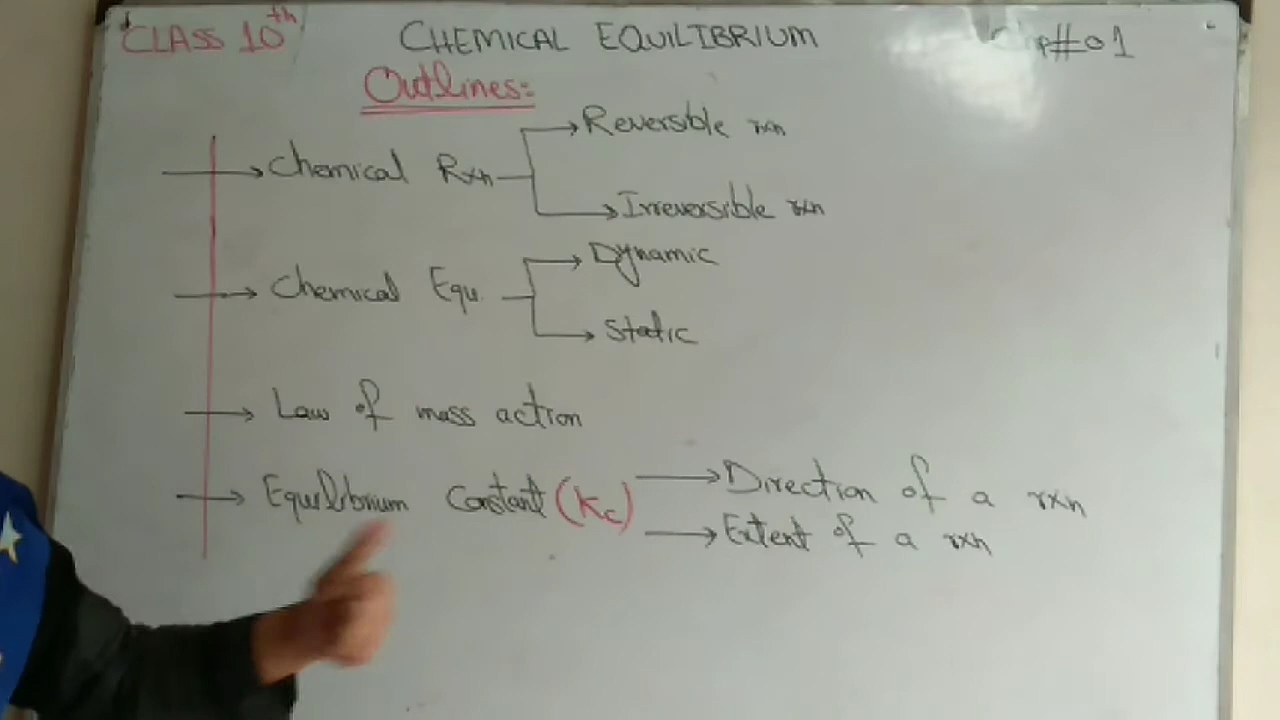 CLASS 10th CHEMICAL EQUILIBRIUM #01
Outlines:
Reversible rxn
Chemical Rxn
Irreversible rxn
Dynamic
Chemical Equ.
Static
Law of mass action
Equilibrium Constant (Kc) Direction of a rxn
Extent of a rxn